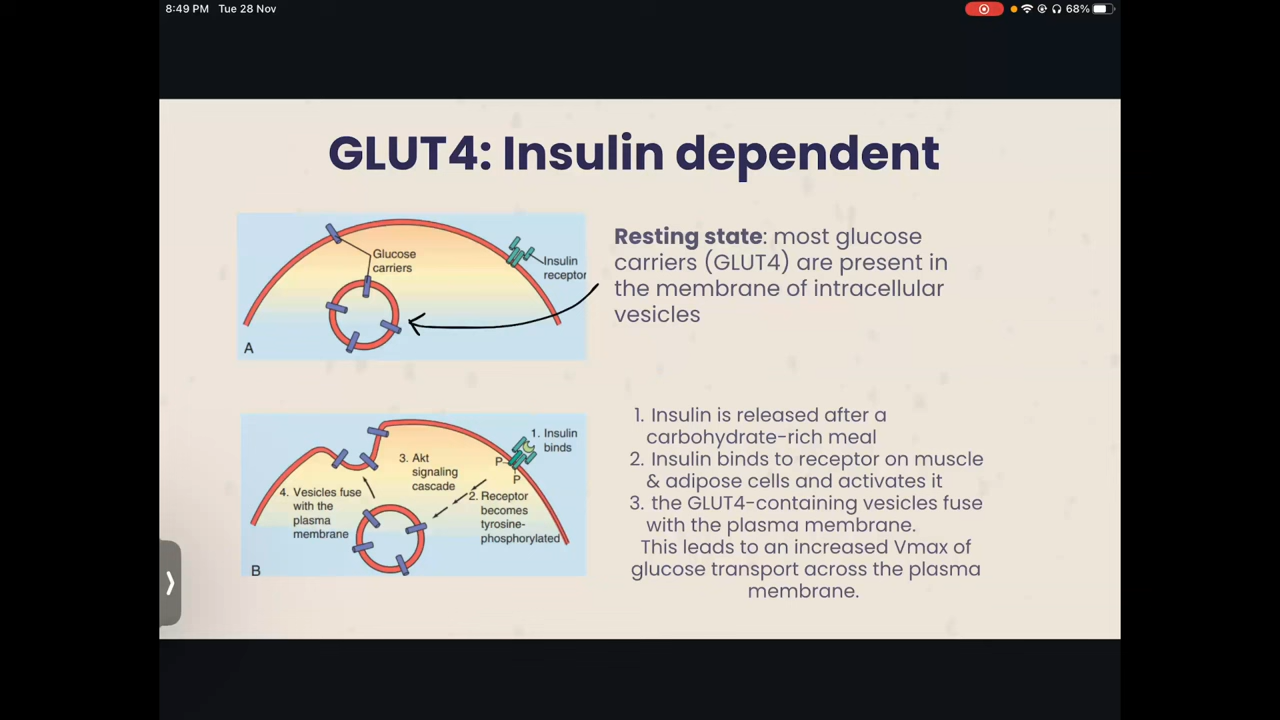 8:49 PM Tue 28 Nov
68%
GLUT4: Insulin dependent
Glucose
carriers
Insulin
receptor
A
Resting state: most glucose
carriers (GLUT4) are present in
the membrane of intracellular
vesicles
1. Insulin
binds
P
P
3. Akt
signaling
cascade
2. Receptor
becomes
tyrosine-
phosphorylated
4. Vesicles fuse
with the
plasma
membrane
B
1. Insulin is released after a
carbohydrate-rich meal
2. Insulin binds to receptor on muscle
& adipose cells and activates it
3. the GLUT4-containing vesicles fuse
with the plasma membrane.
This leads to an increased Vmax of
glucose transport across the plasma
membrane.